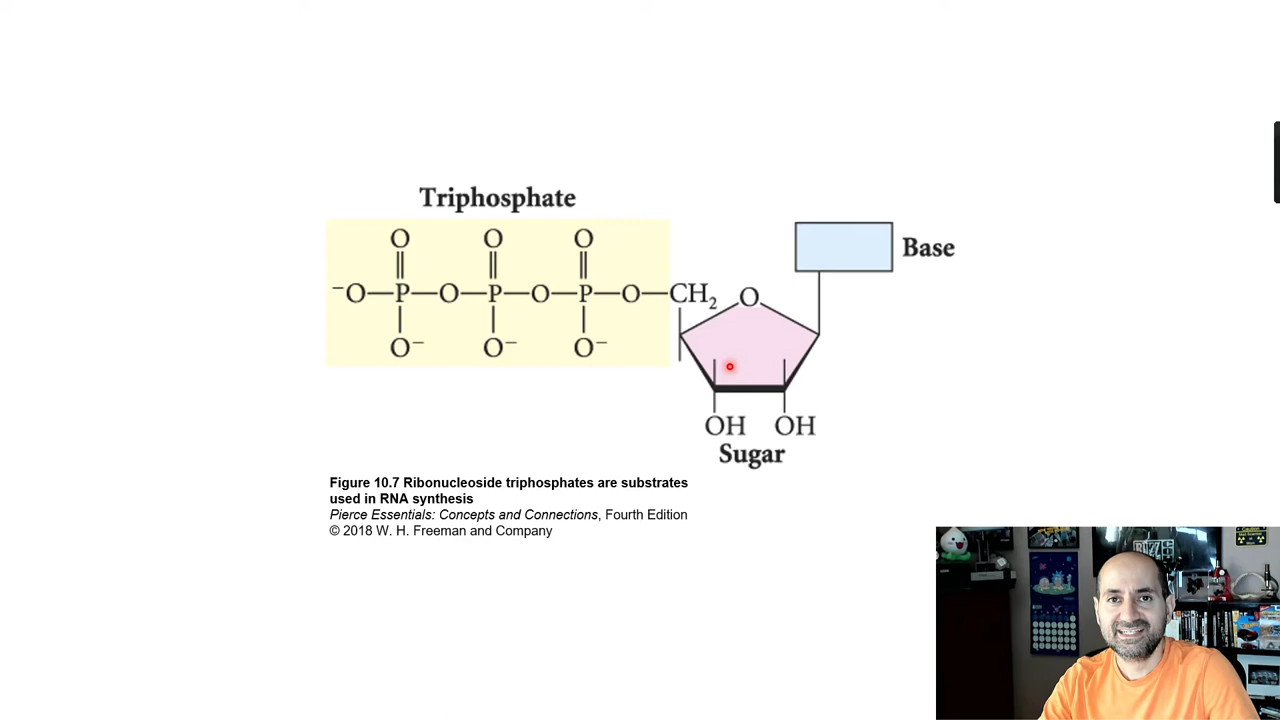 Triphosphate
O O O
⁻O—P—O—P—O—P—O—CH₂ O
O⁻ O⁻ O⁻
Base
OH OH
Sugar
Figure 10.7 Ribonucleoside triphosphates are substrates
used in RNA synthesis
Pierce Essentials: Concepts and Connections, Fourth Edition
© 2018 W. H. Freeman and Company